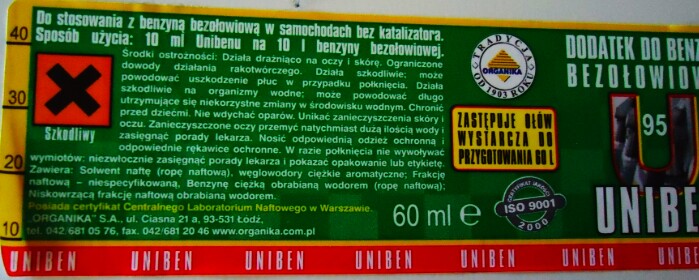 Do stosowania z benzyną bezołowiową w samochodach bez katalizatora.
Sposób użycia: 10 ml Unibenu na 10 l benzyny bezołowiowej.
Środki ostrożności: Działa drażniąco na oczy i skórę. Ograniczone
dowody działania rakotwórczego. Działa szkodliwie; może
powodować uszkodzenie płuc w przypadku połknięcia. Działa
szkodliwie na organizmy wodne; może powodować długo
utrzymujące się niekorzystne zmiany w środowisku wodnym. Chronić
przed dziećmi. Nie wdychać oparów. Unikać zanieczyszczenia skóry i
oczu. Zanieczyszczone oczy przemyć natychmiast dużą ilością wody i
zasięgnąć porady lekarza. Nosić odpowiednią odzież ochronną i
odpowiednie rękawice ochronne. W razie połknięcia nie wywoływać
wymiotów: niezwłocznie zasięgnąć porady lekarza i pokazać opakowanie lub etykietę.
Zawiera: Solwent naftę (ropę naftową), węglowodory ciężkie aromatyczne; Frakcję
naftową – niespecyfikowaną, Benzynę ciężką obrabianą wodorem (ropę naftową);
Niskowrzącą frakcję naftową obrabianą wodorem.
Posiada certyfikat Centralnego Laboratorium Naftowego w Warszawie.
„ORGANIKA" S.A., ul. Ciasna 21 a, 93-531 Łódź,
tel. 042/681 05 76, fax. 042/681 20 46 www.organika.com.pl
Szkodliwy
40
30
20
10
TRADYCJA
ORGANIKA
OD 1903 ROKU
ZASTĘPUJE OŁÓW
WYSTARCZA DO
PRZYGOTOWANIA 60 L
60 ml e
CERTYFIKAT JAKOŚCI
ISO 9001
2000
DODATEK DO BENZ
BEZOŁOWIO
95
U
UNIBE
UNIBEN UNIBEN UNIBEN UNIBEN UNIBEN UNIBEN